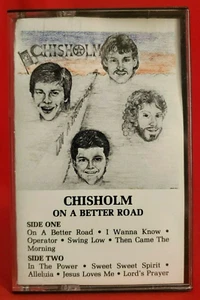 CHISHOLM
CHISHOLM
ON A BETTER ROAD
SIDE ONE
On A Better Road • I Wanna Know •
Operator • Swing Low • Then Came The
Morning
SIDE TWO
In The Power • Sweet Sweet Spirit •
Alleluia • Jesus Loves Me • Lord's Prayer